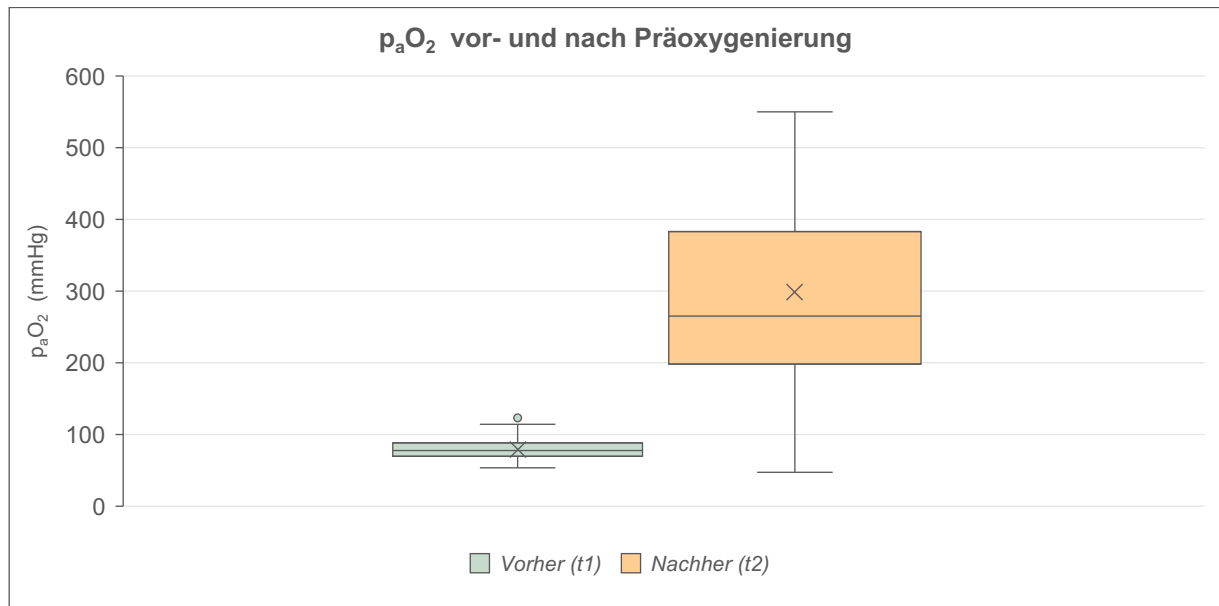 pₐO₂ vor- und nach Präoxygenierung
600
500
400
300
200
100
0
pₐO₂ (mmHg)
Vorher (t1) Nachher (t2)